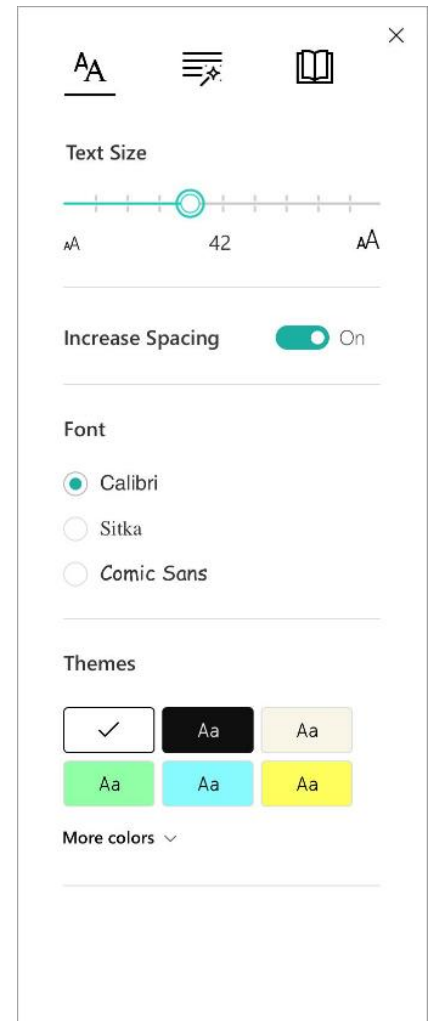 AA
Text Size
AA 42 AA
Increase Spacing On
Font
Calibri
Sitka
Comic Sans
Themes
Aa Aa
Aa Aa Aa
More colors